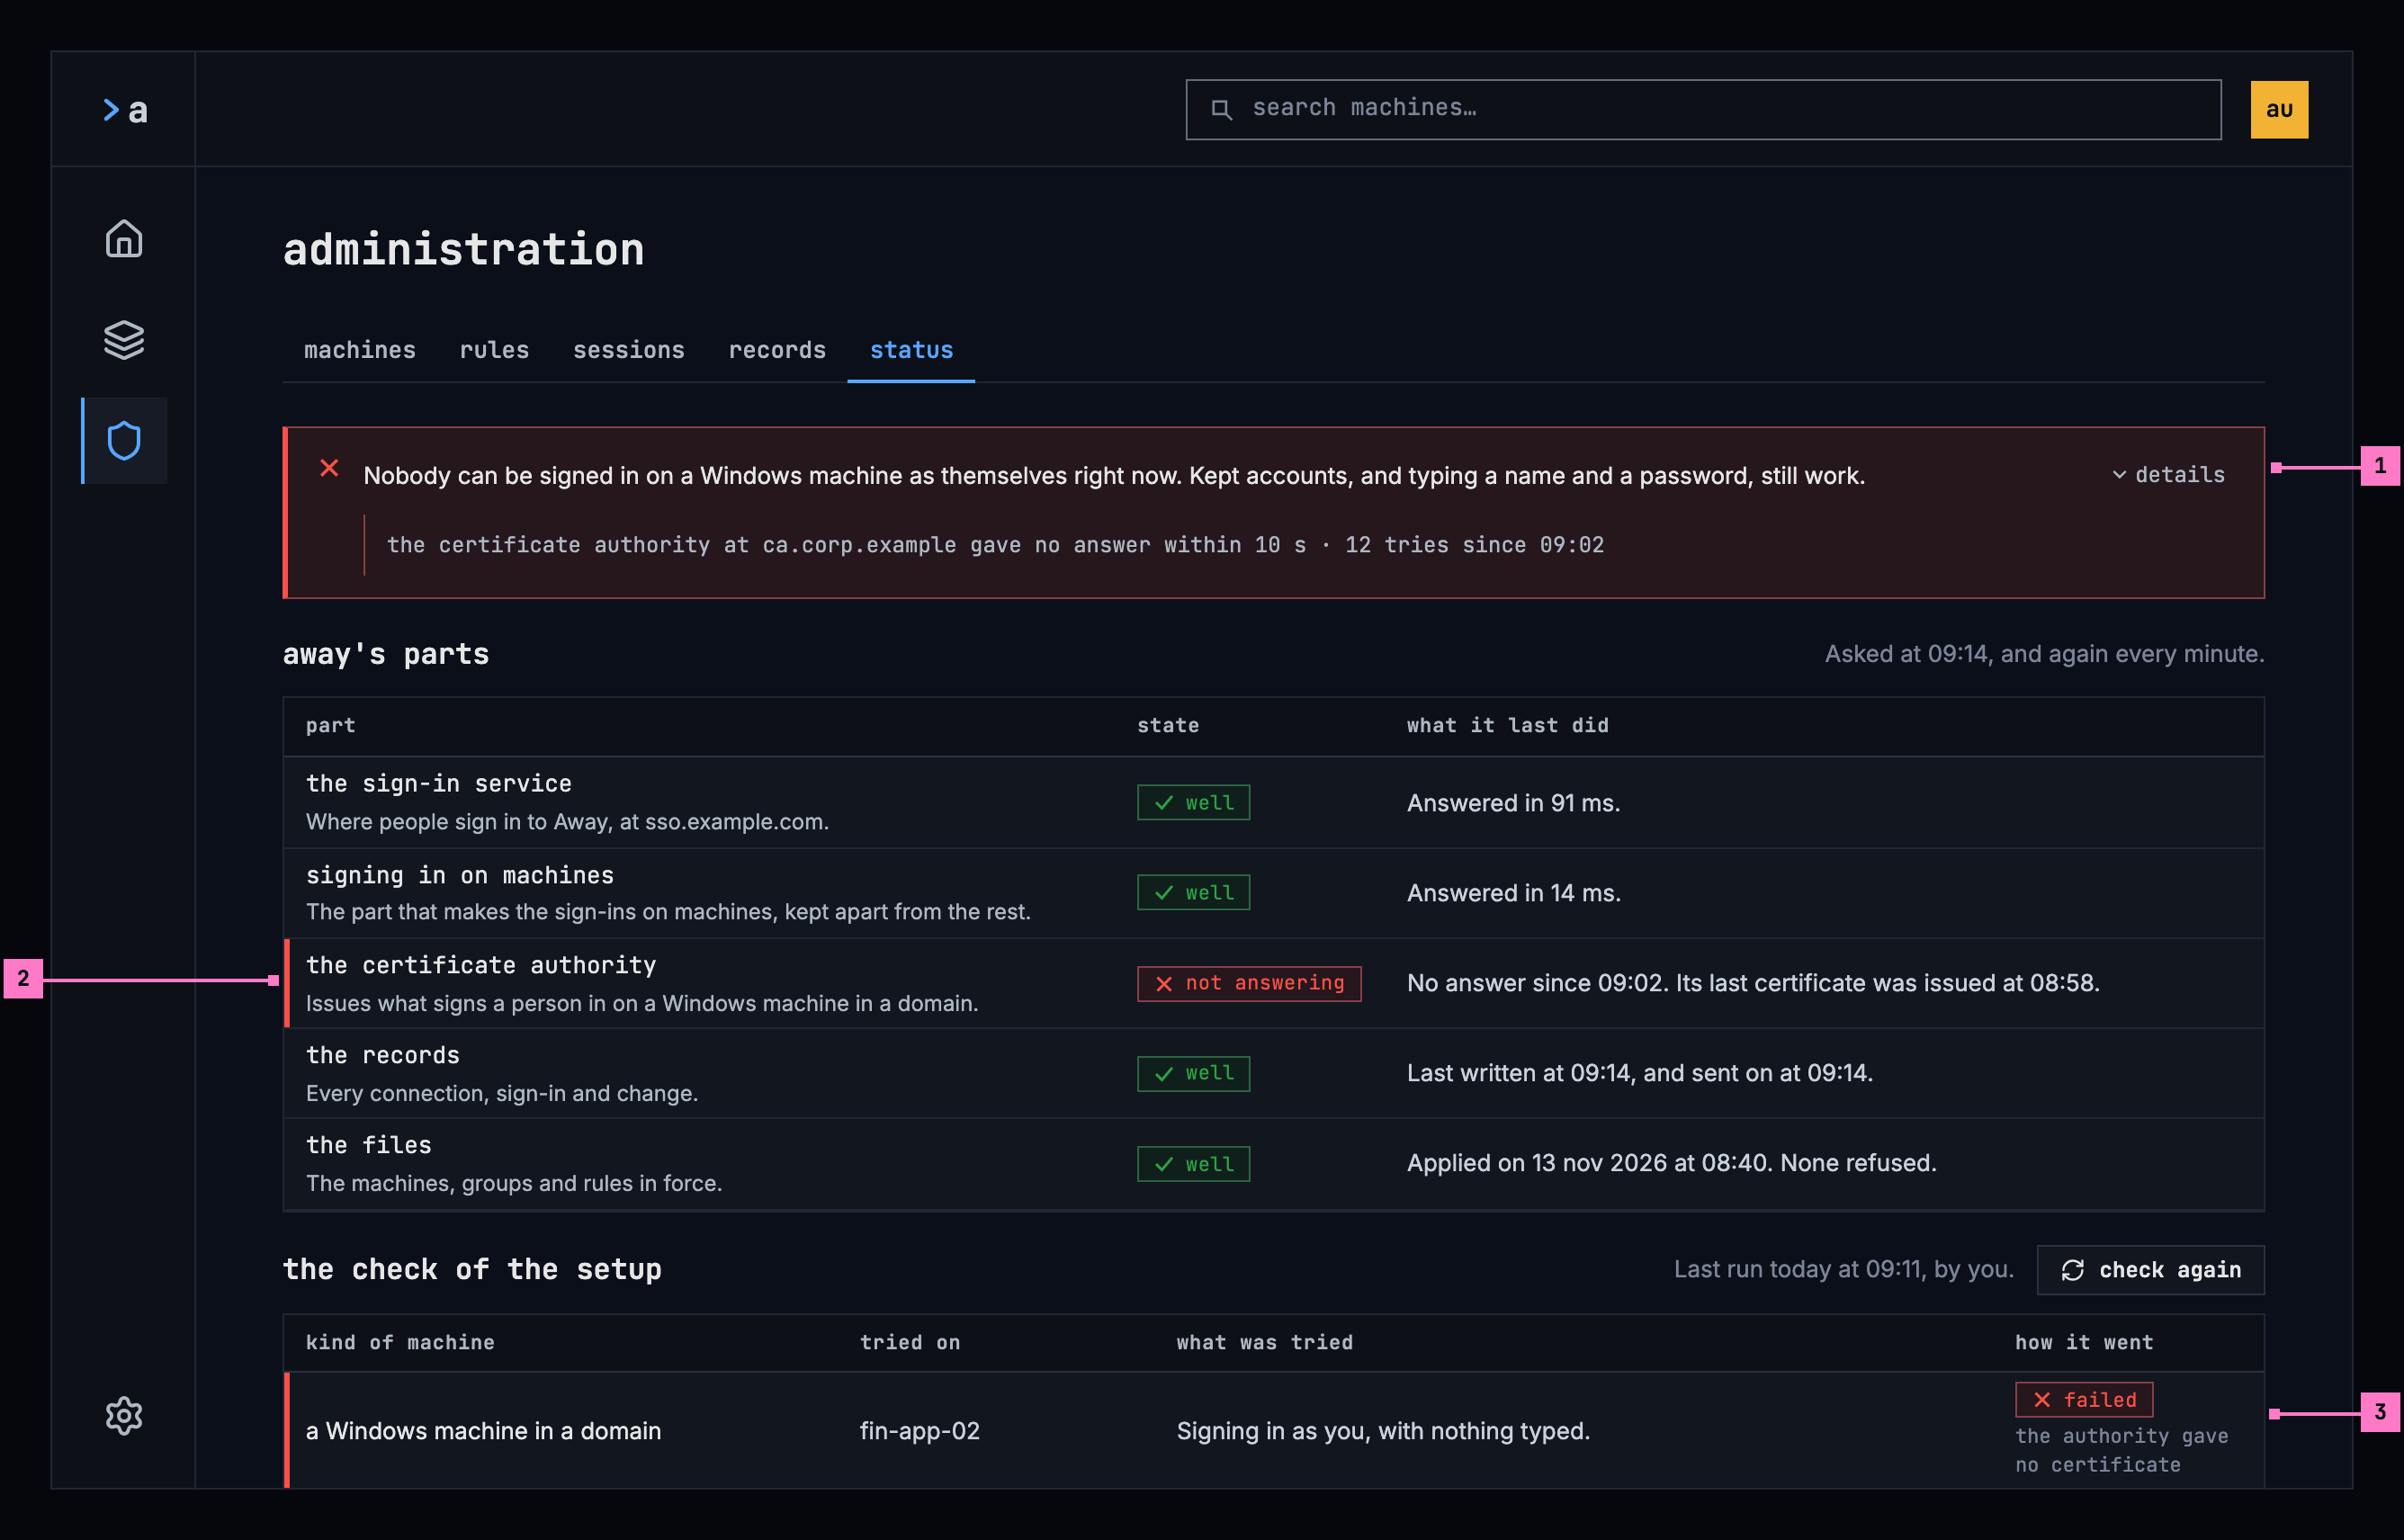 > a
search machines…
au
administration
machines rules sessions records status
Nobody can be signed in on a Windows machine as themselves right now. Kept accounts, and typing a name and a password, still work.
details
1
the certificate authority at ca.corp.example gave no answer within 10 s · 12 tries since 09:02
away's parts
Asked at 09:14, and again every minute.
part state what it last did
the sign-in service
Where people sign in to Away, at sso.example.com.
well
Answered in 91 ms.
signing in on machines
The part that makes the sign-ins on machines, kept apart from the rest.
well
Answered in 14 ms.
2
the certificate authority
Issues what signs a person in on a Windows machine in a domain.
not answering
No answer since 09:02. Its last certificate was issued at 08:58.
the records
Every connection, sign-in and change.
well
Last written at 09:14, and sent on at 09:14.
the files
The machines, groups and rules in force.
well
Applied on 13 nov 2026 at 08:40. None refused.
the check of the setup
Last run today at 09:11, by you.
check again
kind of machine tried on what was tried how it went
a Windows machine in a domain
fin-app-02
Signing in as you, with nothing typed.
failed
the authority gave
no certificate
3